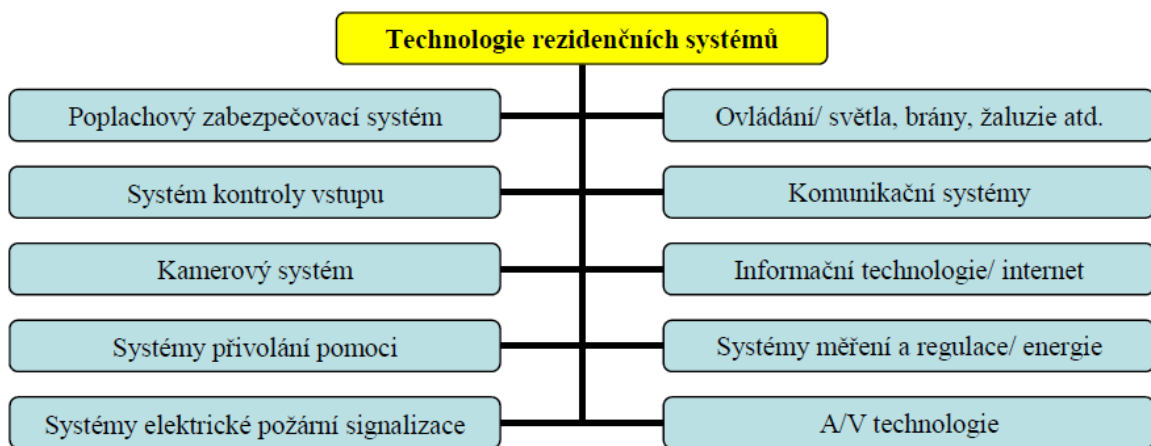 Technologie rezidenčních systémů
Poplachový zabezpečovací systém
Ovládání/ světla, brány, žaluzie atd.
Systém kontroly vstupu
Komunikační systémy
Kamerový systém
Informační technologie/ internet
Systémy přivolání pomoci
Systémy měření a regulace/ energie
Systémy elektrické požární signalizace
A/V technologie